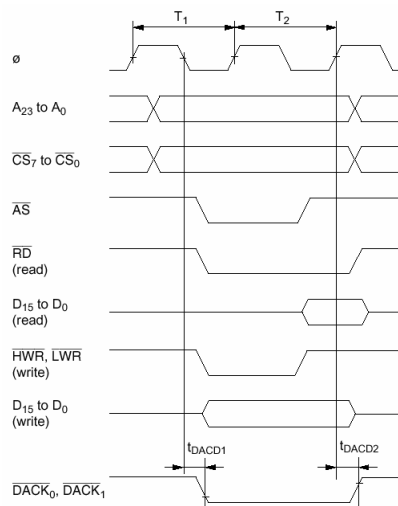 T1 T2
ø
A23 to A0
CS7 to CS0
AS
RD
(read)
D15 to D0
(read)
HWR, LWR
(write)
D15 to D0
(write)
tDACD1 tDACD2
DACK0, DACK1